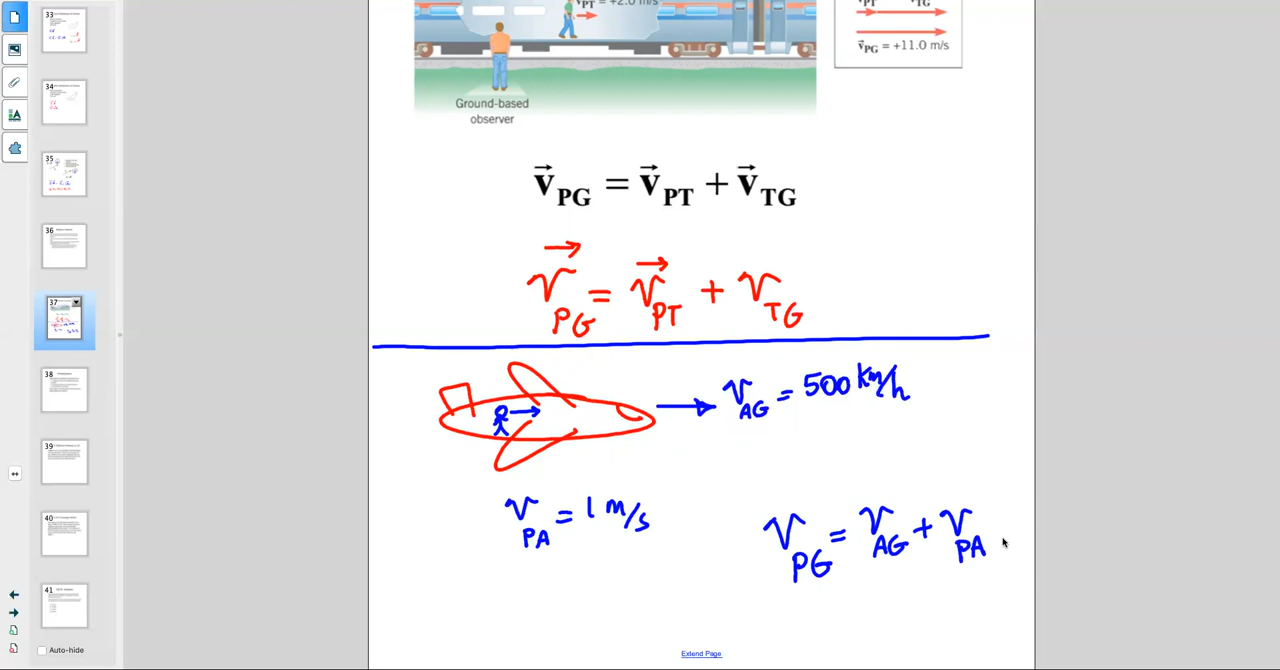 33
34
35
36
37
38
39
40
41
Auto-hide
= +2.0 m/s
v⃗PG = +11.0 m/s
Ground-based
observer
v⃗PG = v⃗PT + v⃗TG
v⃗PG = v⃗PT + vTG
vAG = 500 km/h
vPA = 1 m/s
vPG = vAG + vPA
Extend Page